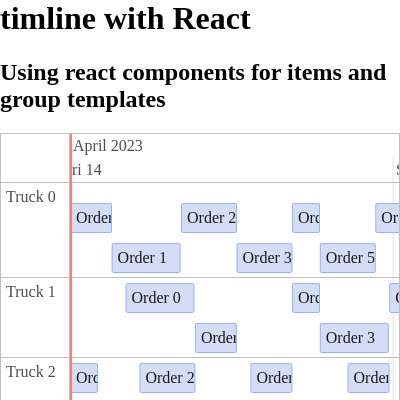 timline with React
Using react components for items and
group templates
April 2023
ri 14
Truck 0
Order
Order 2
Ord
Or
Order 1
Order 3
Order 5
Truck 1
Order 0
Ord
Order
Order 3
Truck 2
Ord
Order 2
Order
Order